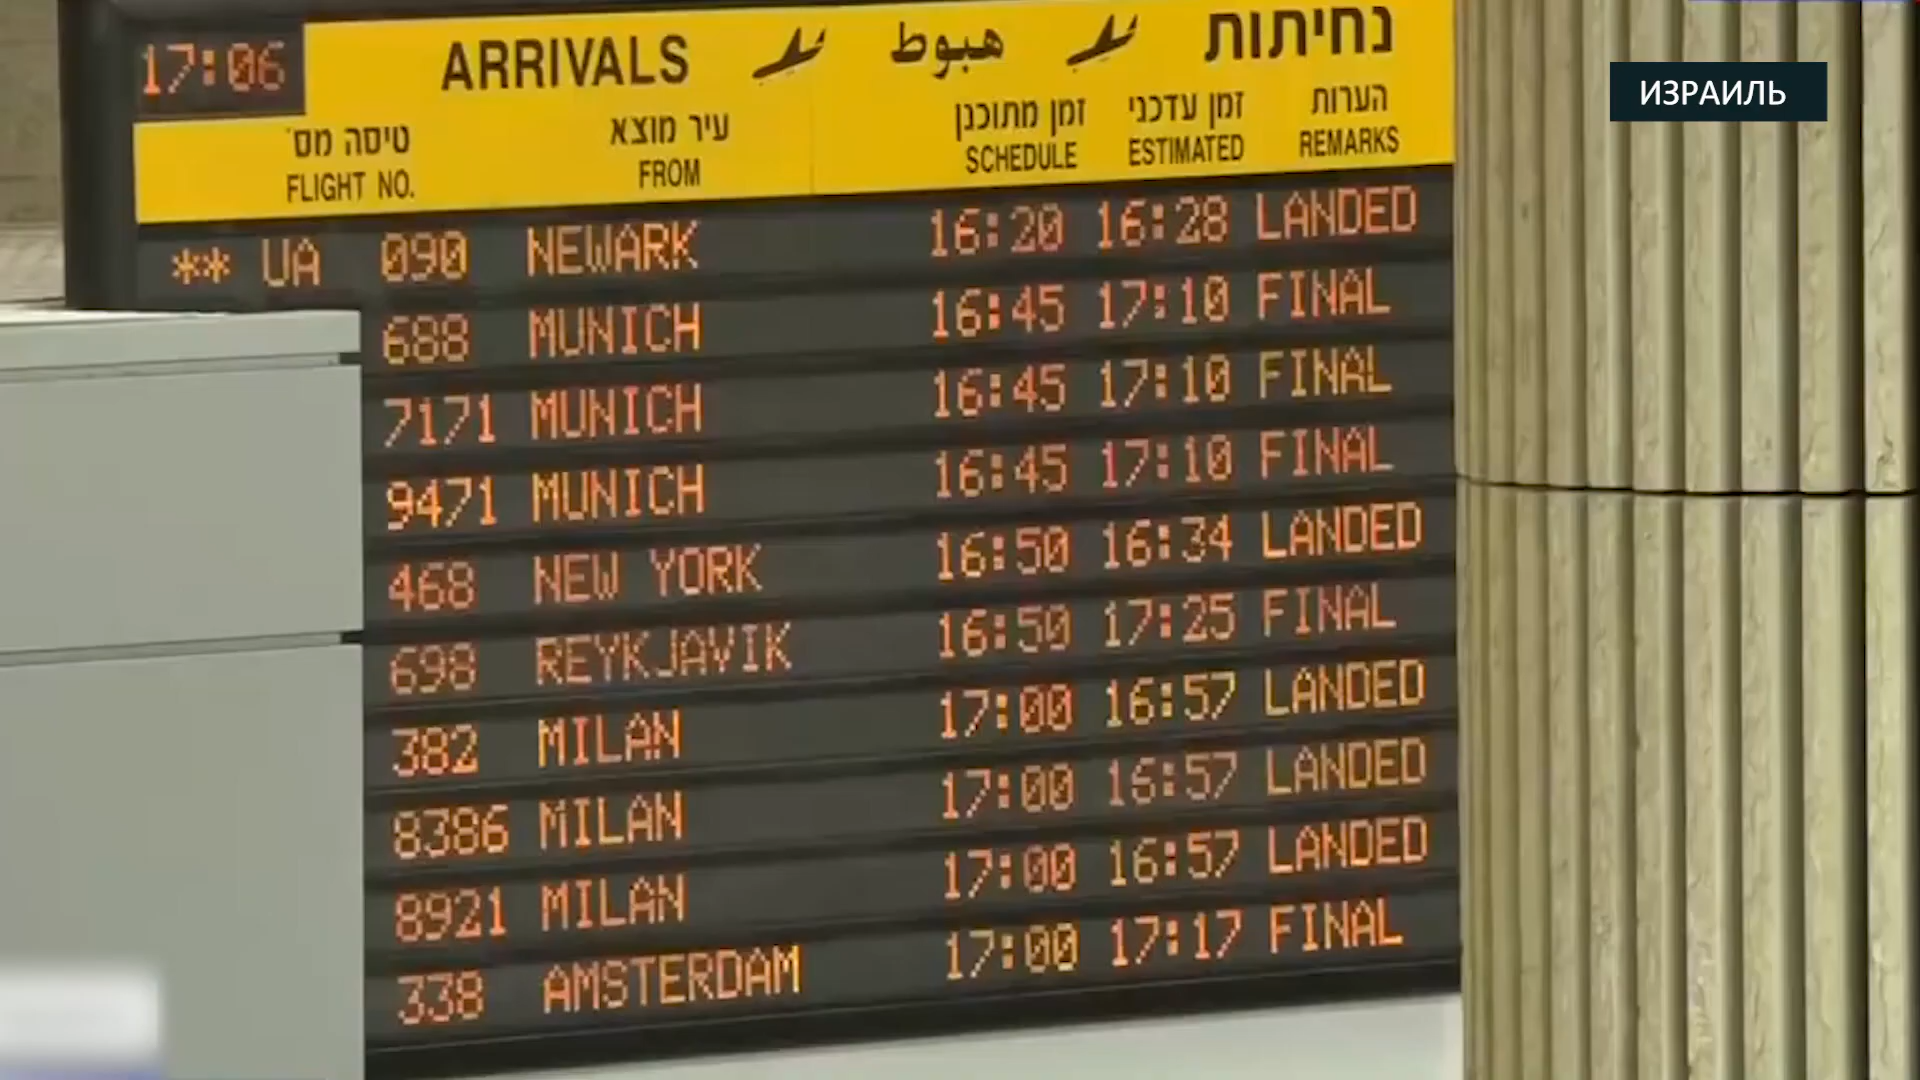 17:06 ARRIVALS هبوط נחיתות
ИЗРАИЛЬ
טיסה מס' עיר מוצא זמן מתוכנן זמן עדכני הערות
FLIGHT NO. FROM SCHEDULE ESTIMATED REMARKS
** UA 090 NEWARK 16:20 16:28 LANDED
688 MUNICH 16:45 17:10 FINAL
7171 MUNICH 16:45 17:10 FINAL
9471 MUNICH 16:45 17:10 FINAL
468 NEW YORK 16:50 16:34 LANDED
698 REYKJAVIK 16:50 17:25 FINAL
382 MILAN 17:00 16:57 LANDED
8386 MILAN 17:00 16:57 LANDED
8921 MILAN 17:00 16:57 LANDED
338 AMSTERDAM 17:00 17:17 FINAL